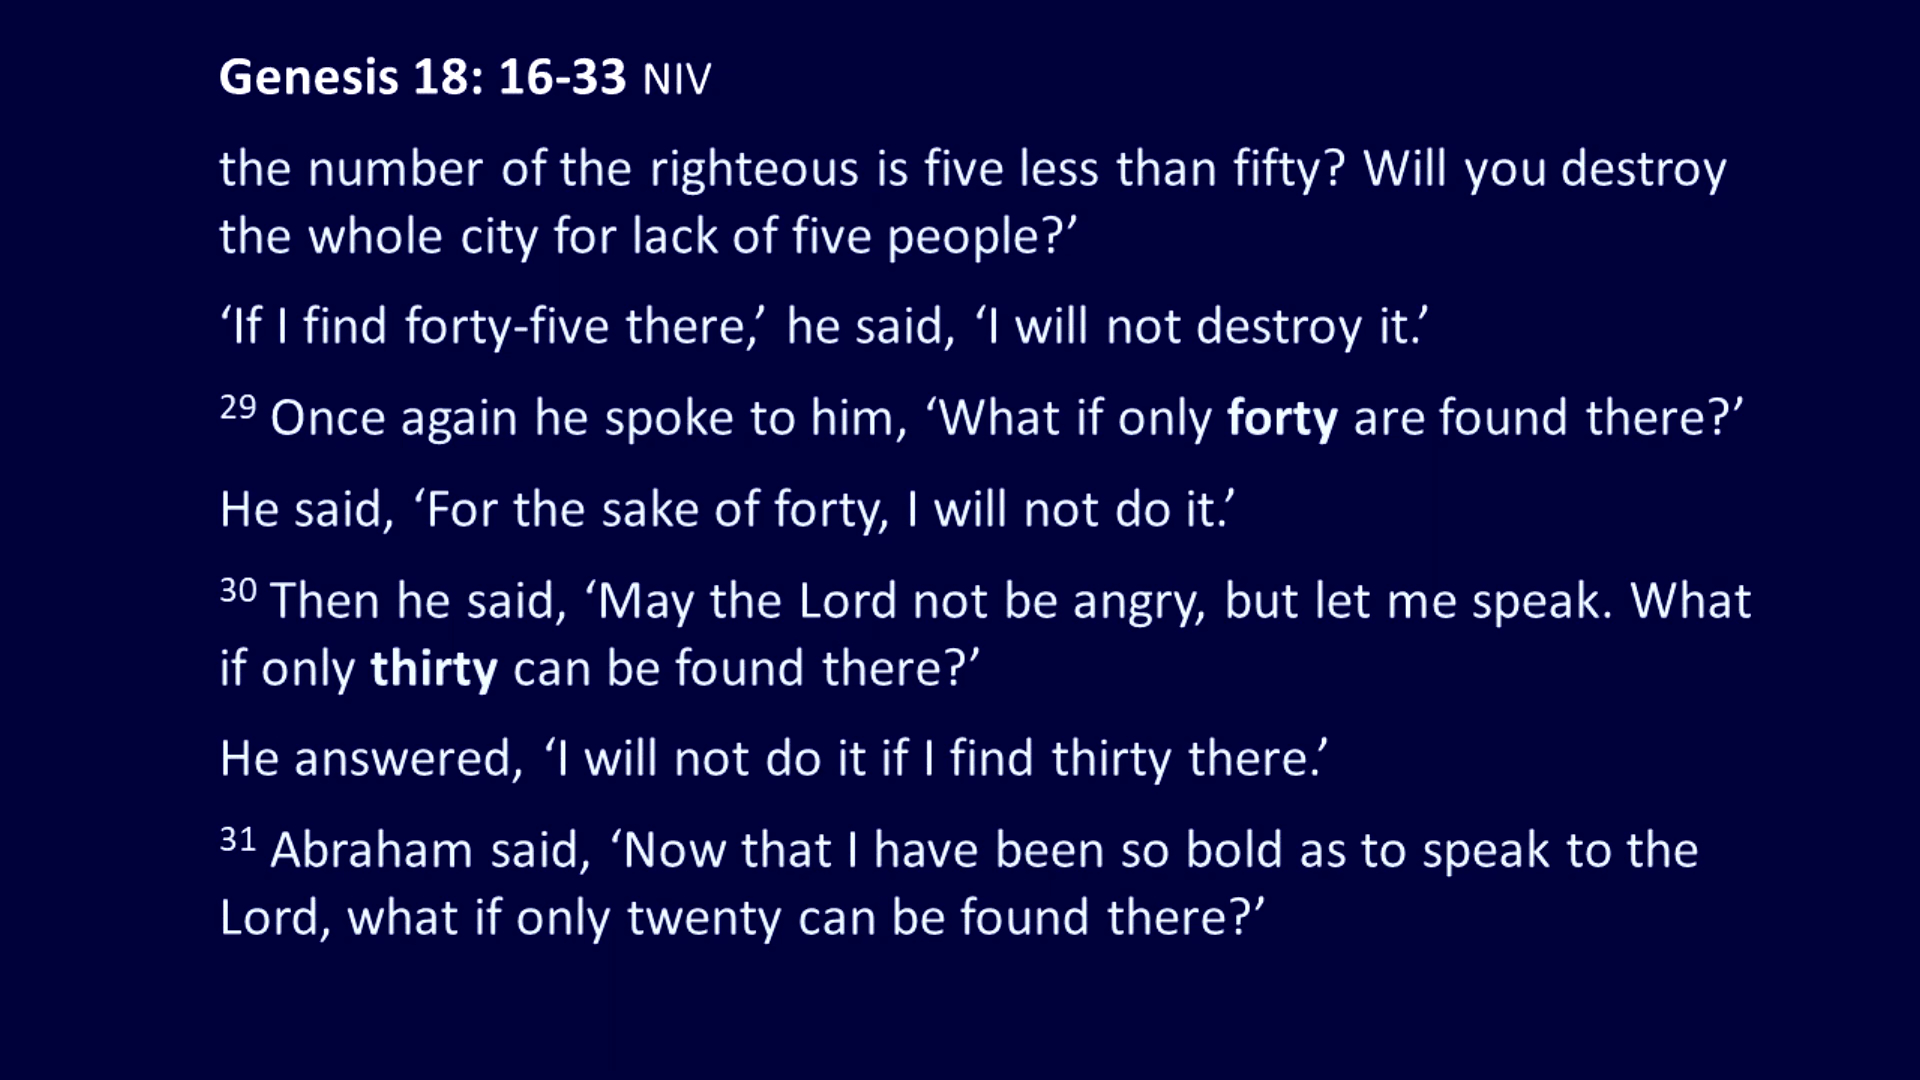 Genesis 18: 16-33 NIV
the number of the righteous is five less than fifty? Will you destroy
the whole city for lack of five people?’
‘If I find forty-five there,’ he said, ‘I will not destroy it.’
29 Once again he spoke to him, ‘What if only forty are found there?’
He said, ‘For the sake of forty, I will not do it.’
30 Then he said, ‘May the Lord not be angry, but let me speak. What
if only thirty can be found there?’
He answered, ‘I will not do it if I find thirty there.’
31 Abraham said, ‘Now that I have been so bold as to speak to the
Lord, what if only twenty can be found there?’